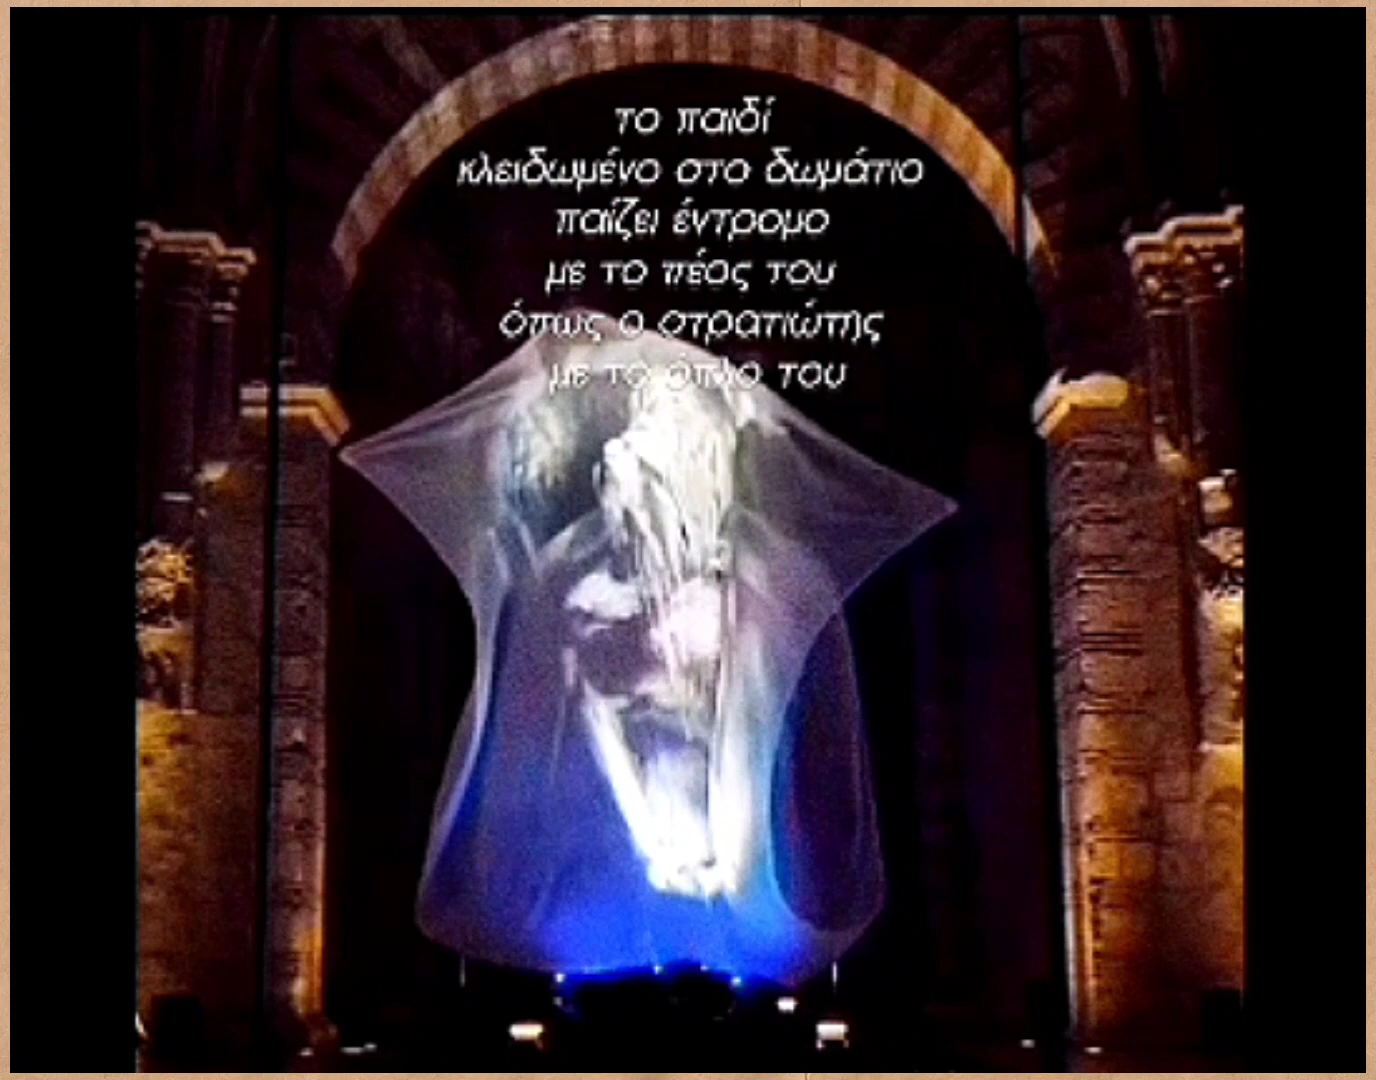 το παιδί
κλειδωμένο στο δωμάτιο
παίζει έντρομο
με το πέος του
όπως ο στρατιώτης
με το όπλο του